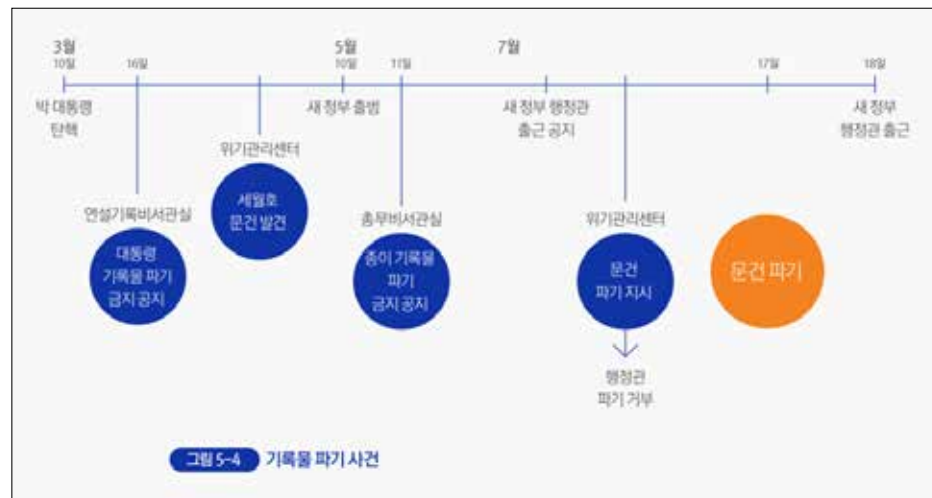 3월
5월
7월
10일
16일
10일
11일
17일
18일
박 대통령
탄핵
새 정부 출범
새 정부 행정관
출근 공지
새 정부
행정관 출근
위기관리센터
세월호
문건 발견
연설기록비서관실
대통령
기록물 파기
금지 공지
총무비서관실
종이 기록물
파기
금지 공지
위기관리센터
문건
파기 지시
문건 파기
행정관
파기 거부
그림 5-4 기록물 파기 사건